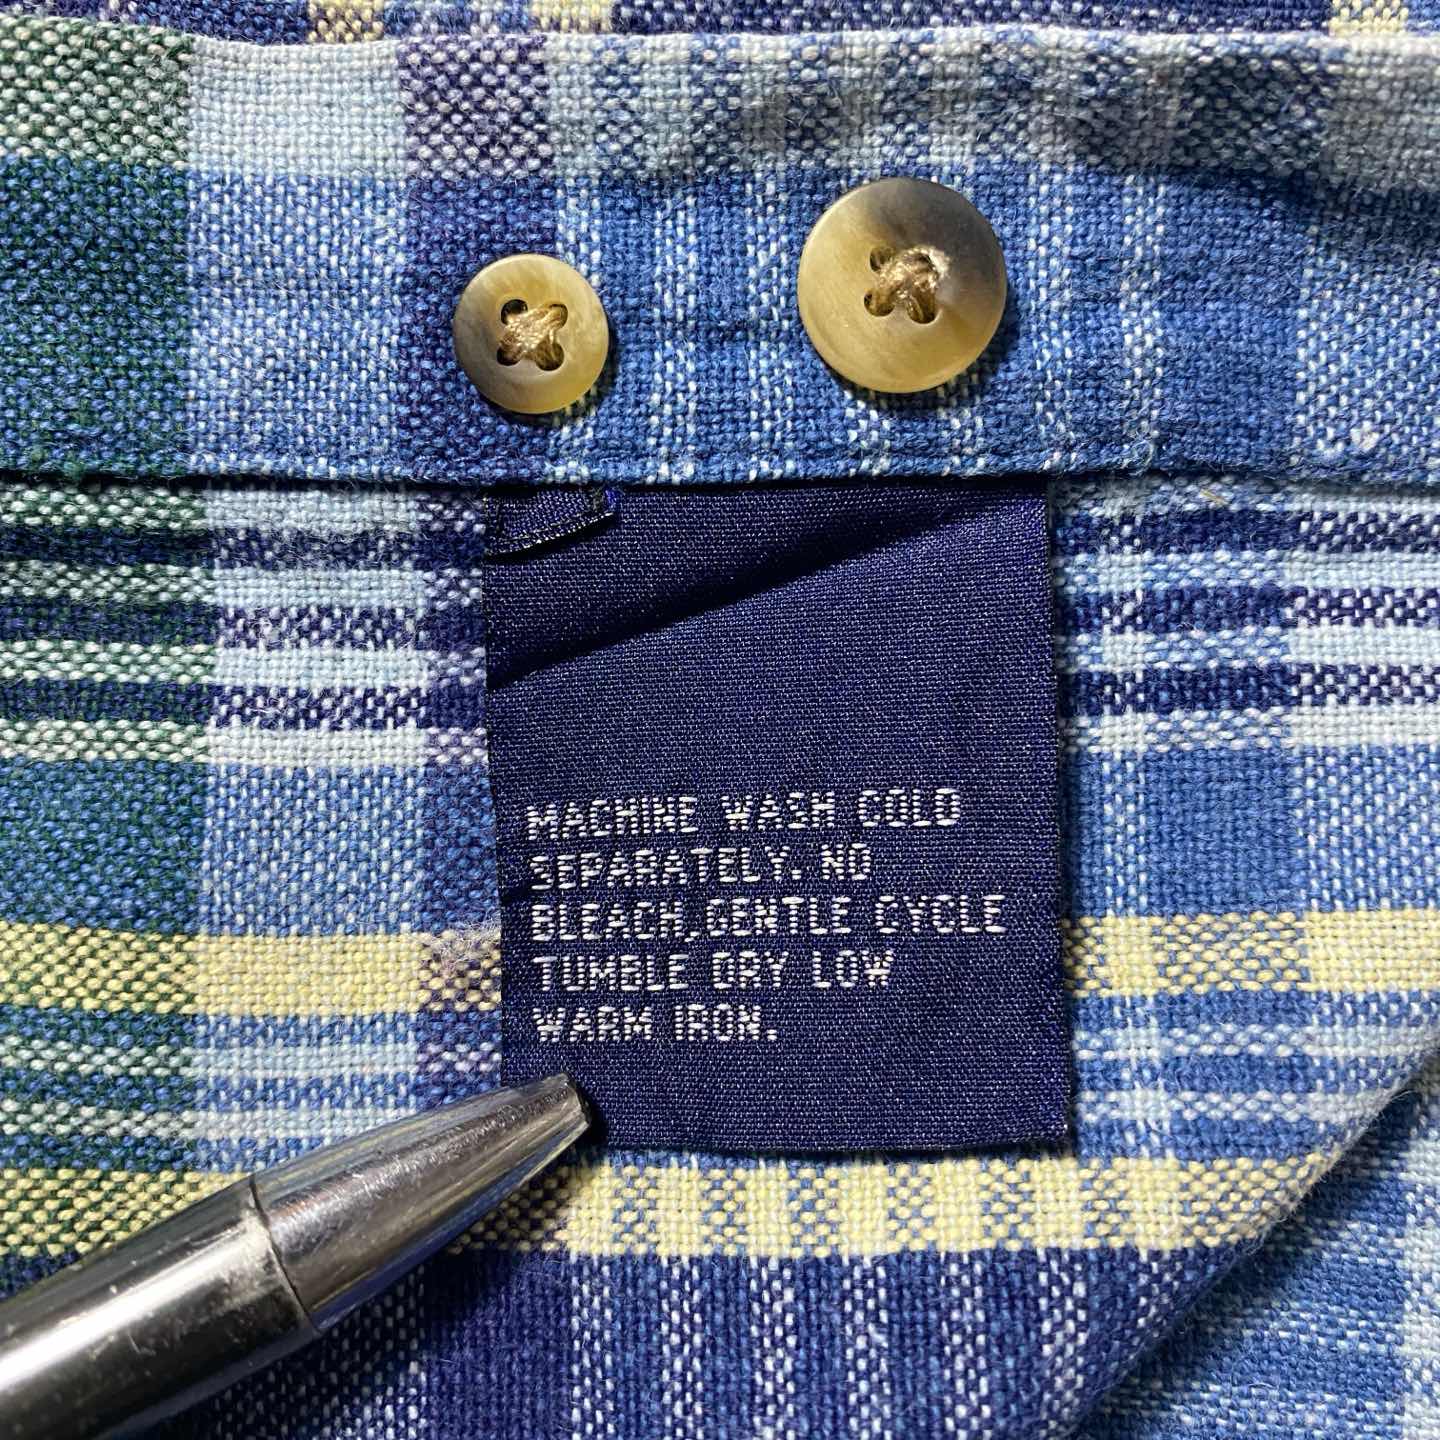 MACHINE WASH COLD
SEPARATELY. NO
BLEACH,GENTLE CYCLE
TUMBLE DRY LOW
WARM IRON.